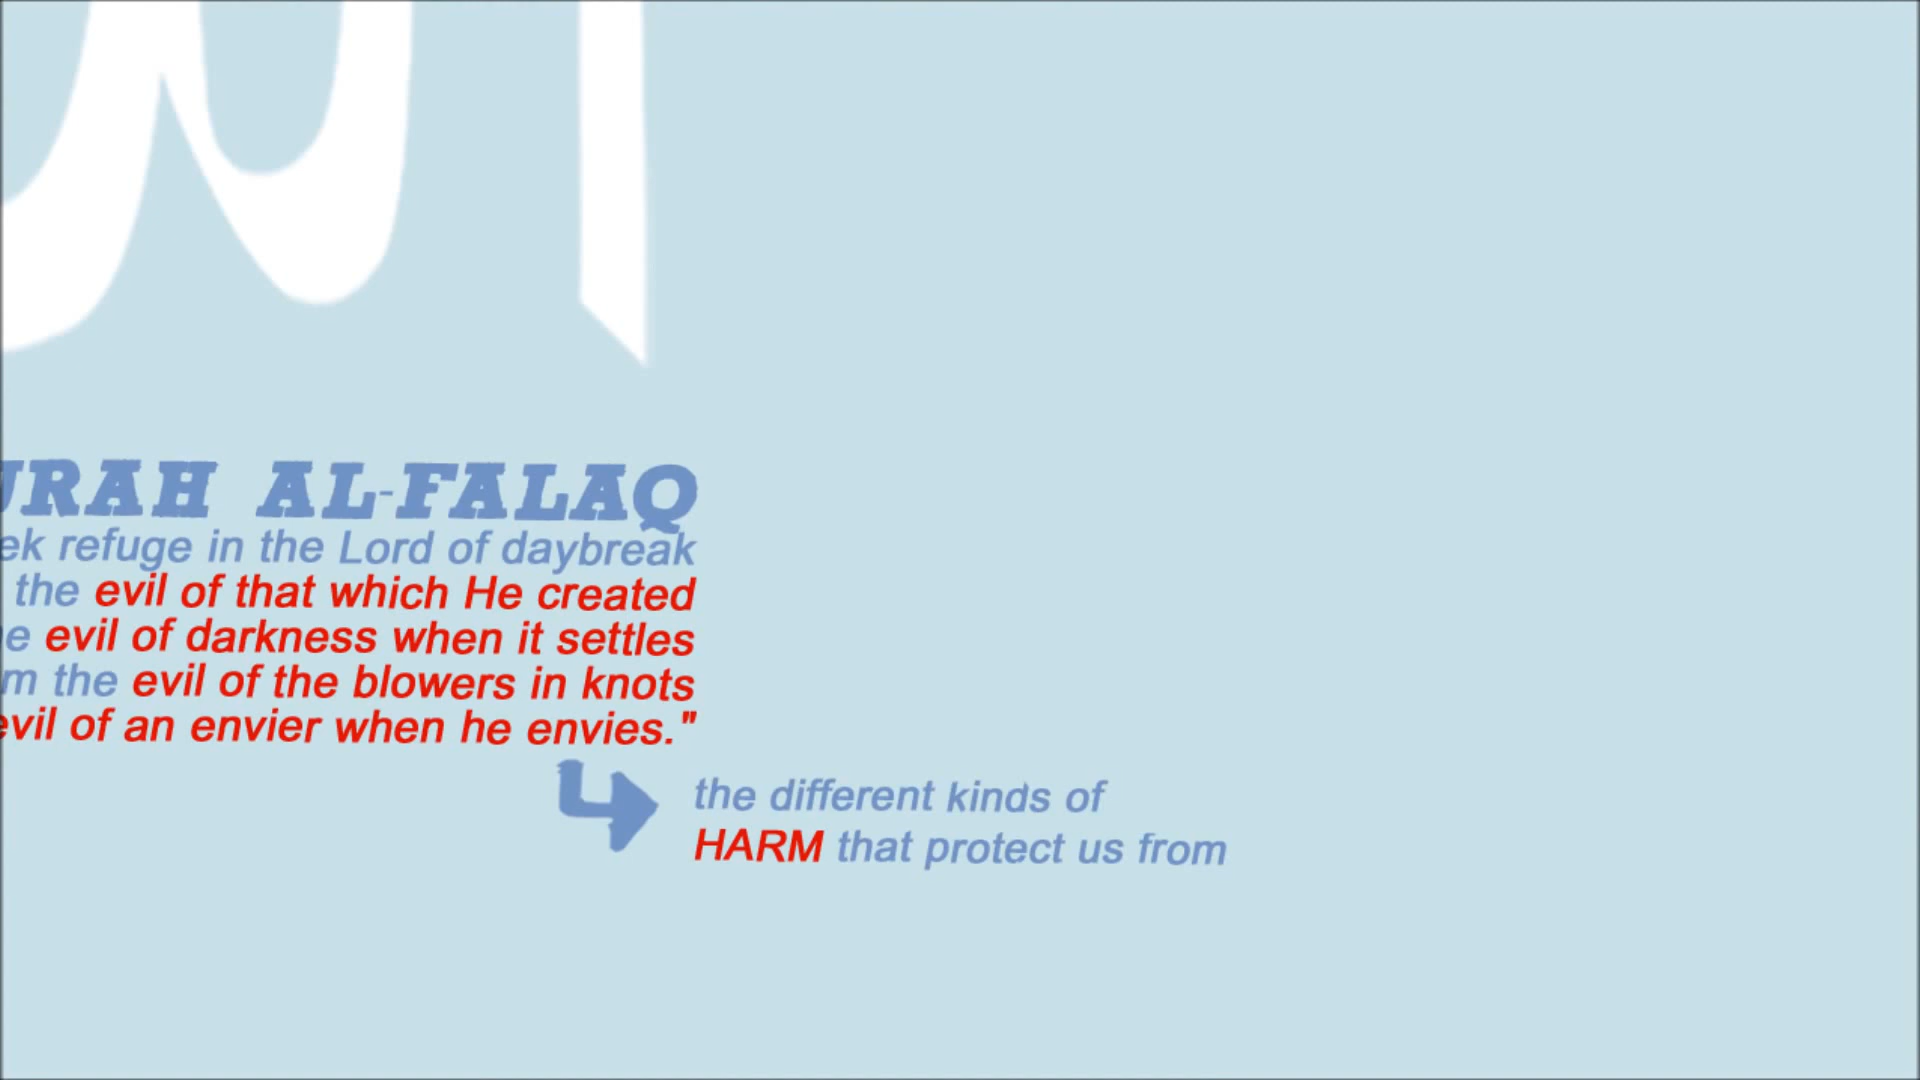 URAH AL-FALAQ
ek refuge in the Lord of daybreak
the evil of that which He created
e evil of darkness when it settles
m the evil of the blowers in knots
evil of an envier when he envies."
the different kinds of
HARM that protect us from